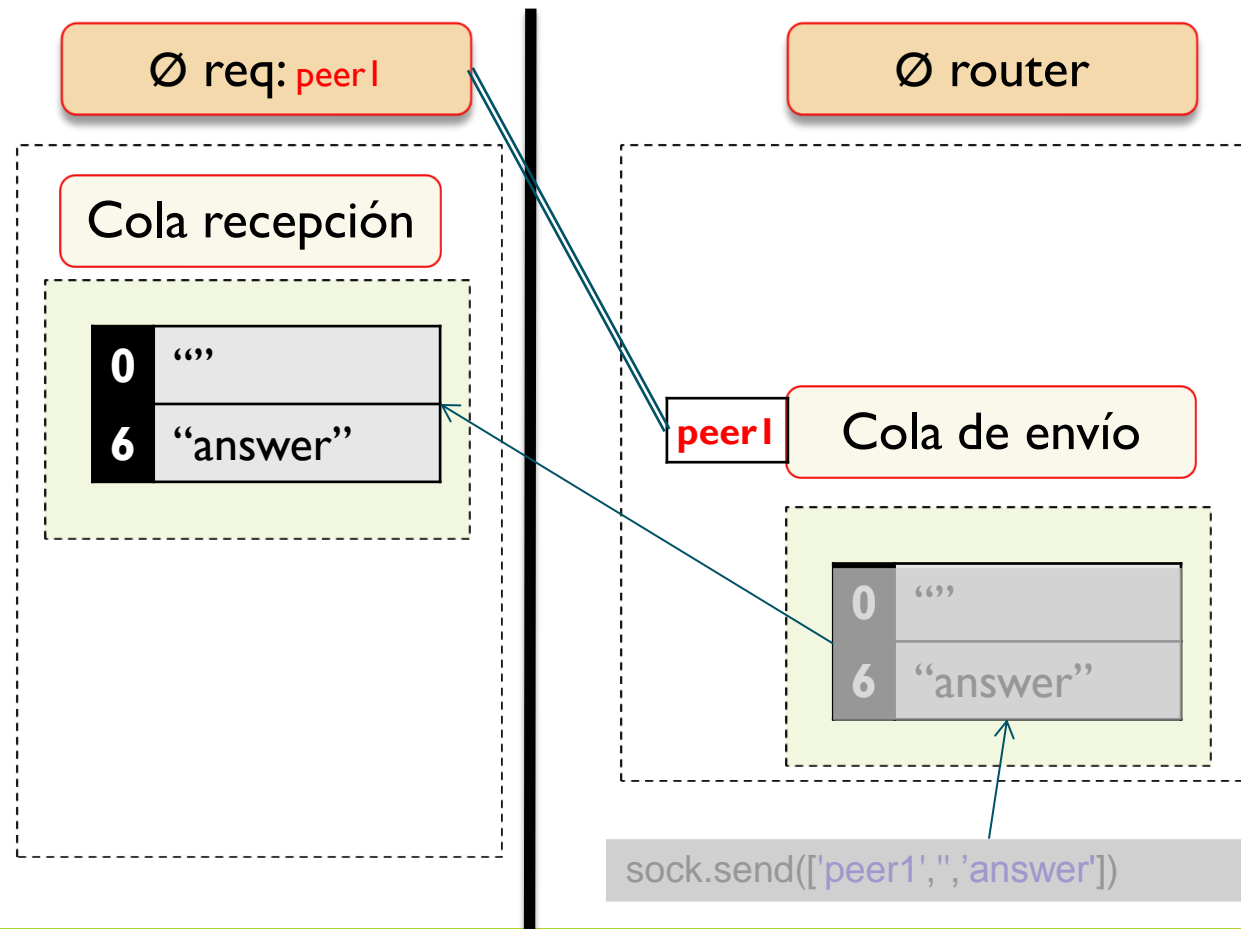 Ø req: peer1
Ø router
Cola recepción
0 “”
6 “answer”
peer1
Cola de envío
0 “”
6 “answer”
sock.send(['peer1','',’answer'])